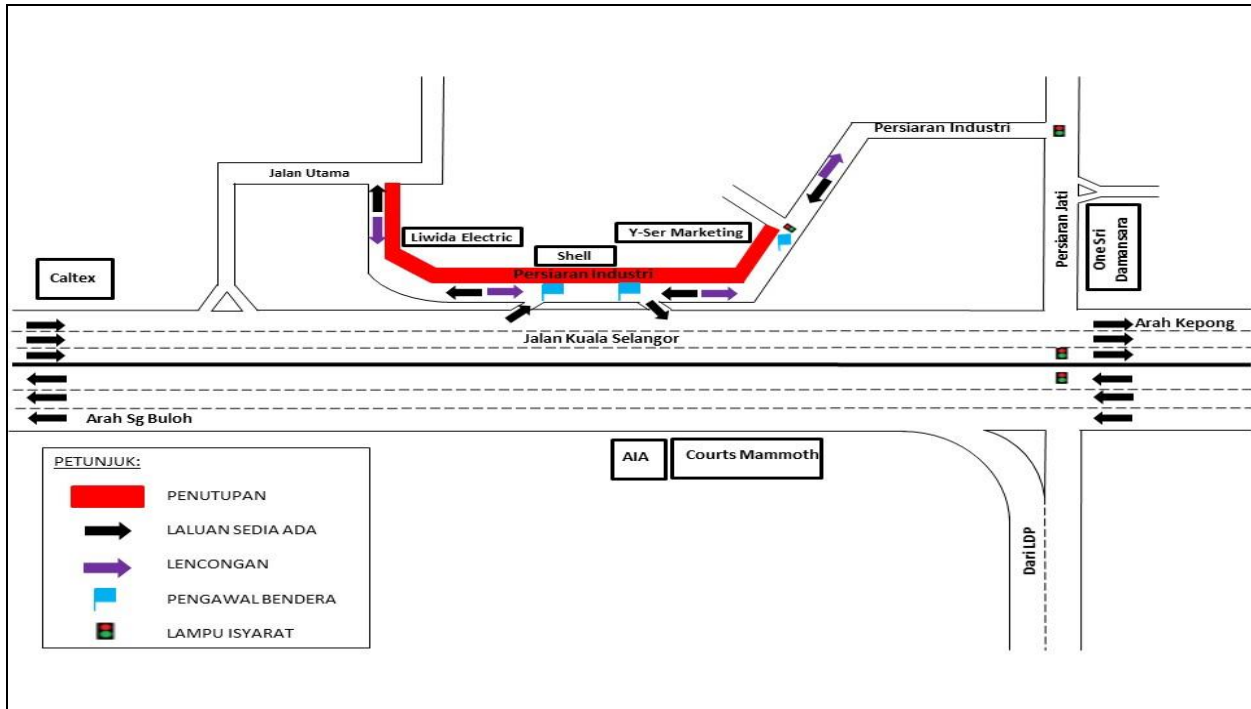 Persiaran Industri
Jalan Utama
Liwida Electric
Y-Ser Marketing
Shell
Persiaran Industri
Persiaran Jati
One Sri
Damansara
Caltex
Arah Kepong
Jalan Kuala Selangor
Arah Sg Buloh
AIA
Courts Mammoth
Dari LDP
PETUNJUK:
PENUTUPAN
LALUAN SEDIA ADA
LENCONGAN
PENGAWAL BENDERA
LAMPU ISYARAT